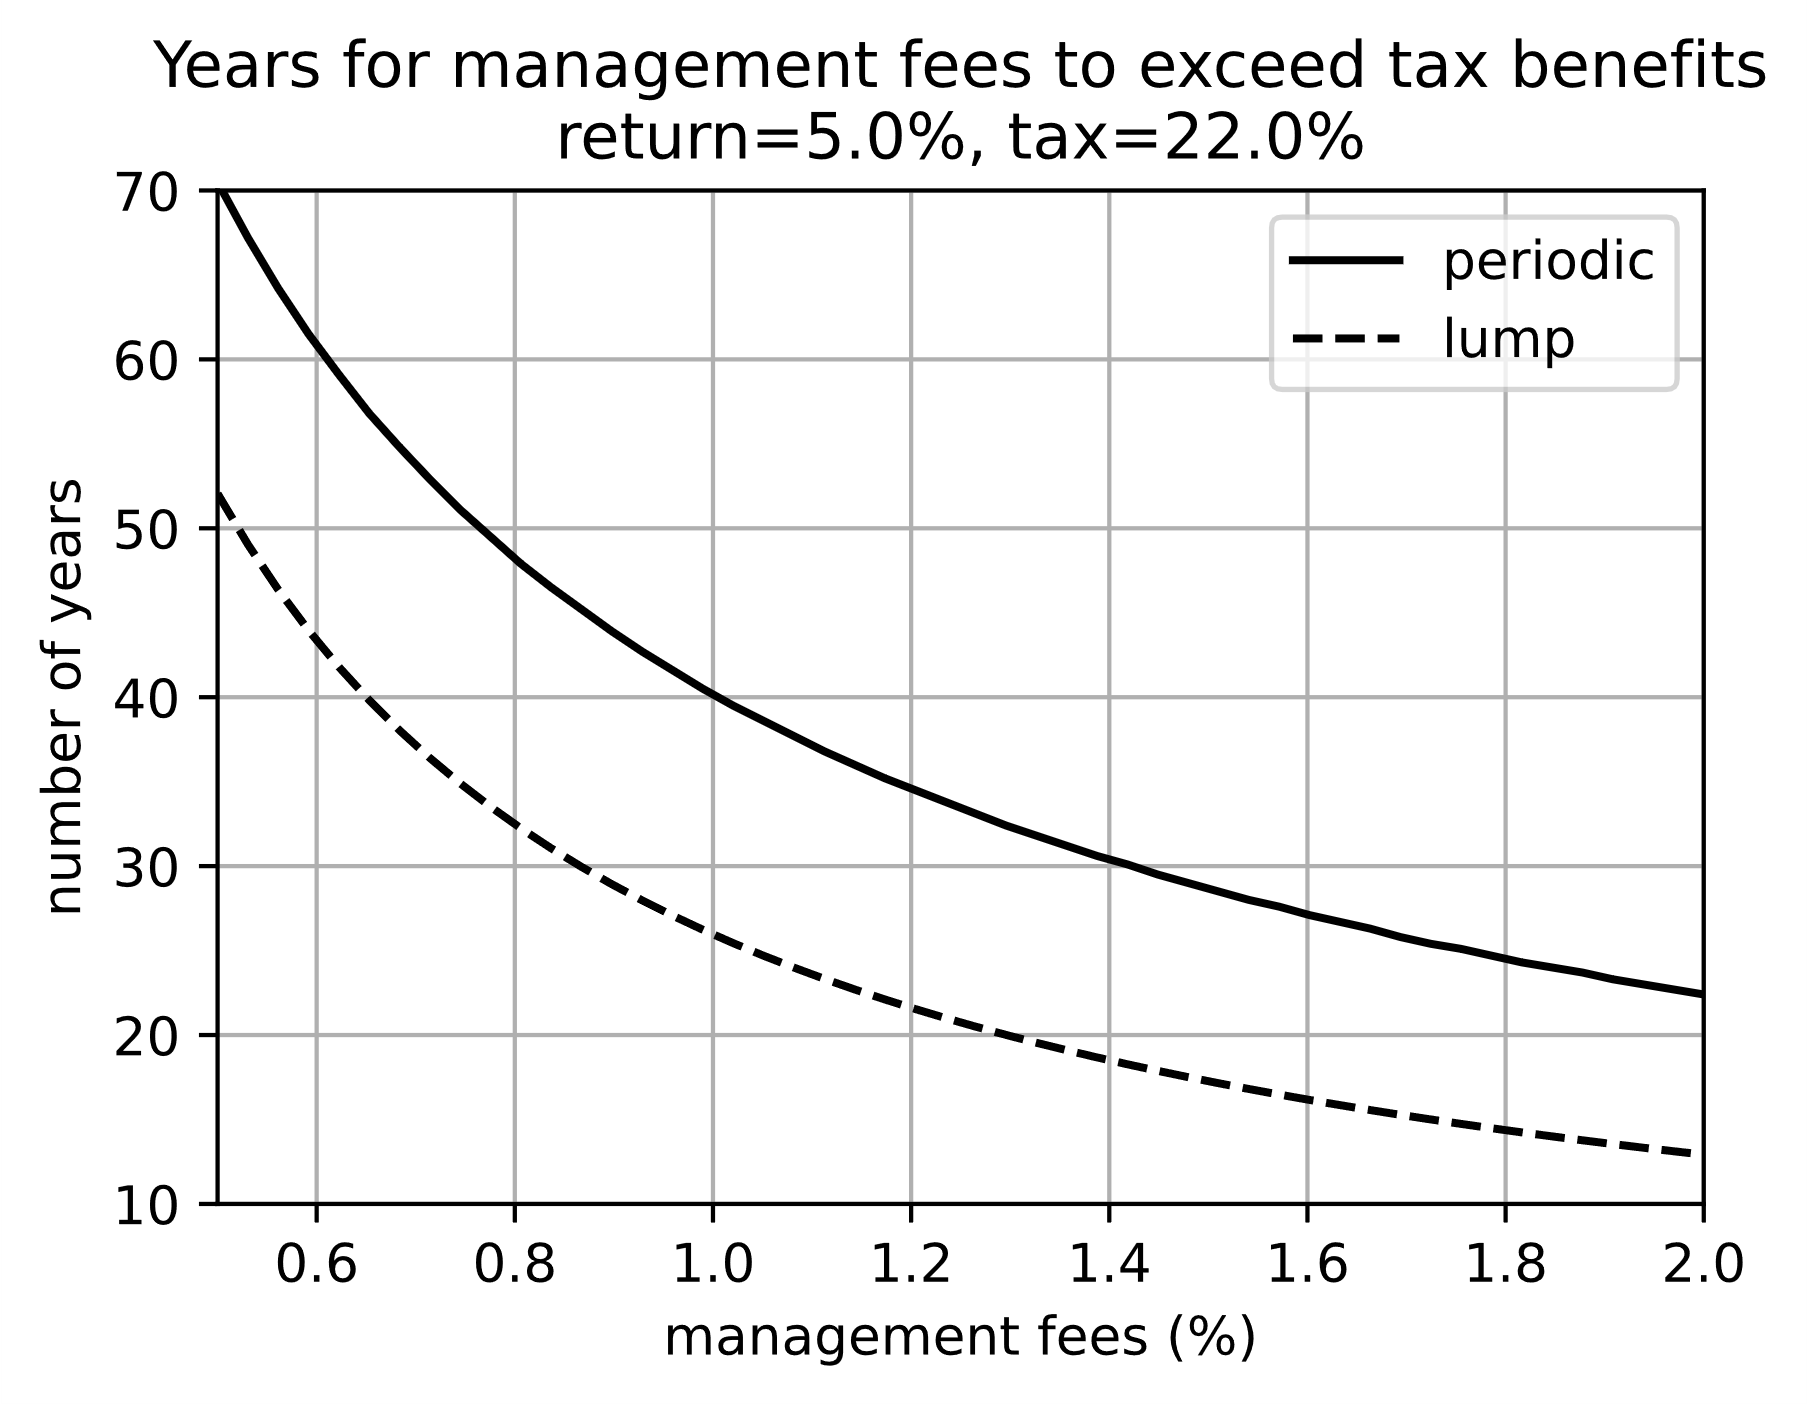 Years for management fees to exceed tax benefits
return=5.0%, tax=22.0%
70
60
50
40
30
20
10
number of years
periodic
lump
0.6 0.8 1.0 1.2 1.4 1.6 1.8 2.0
management fees (%)